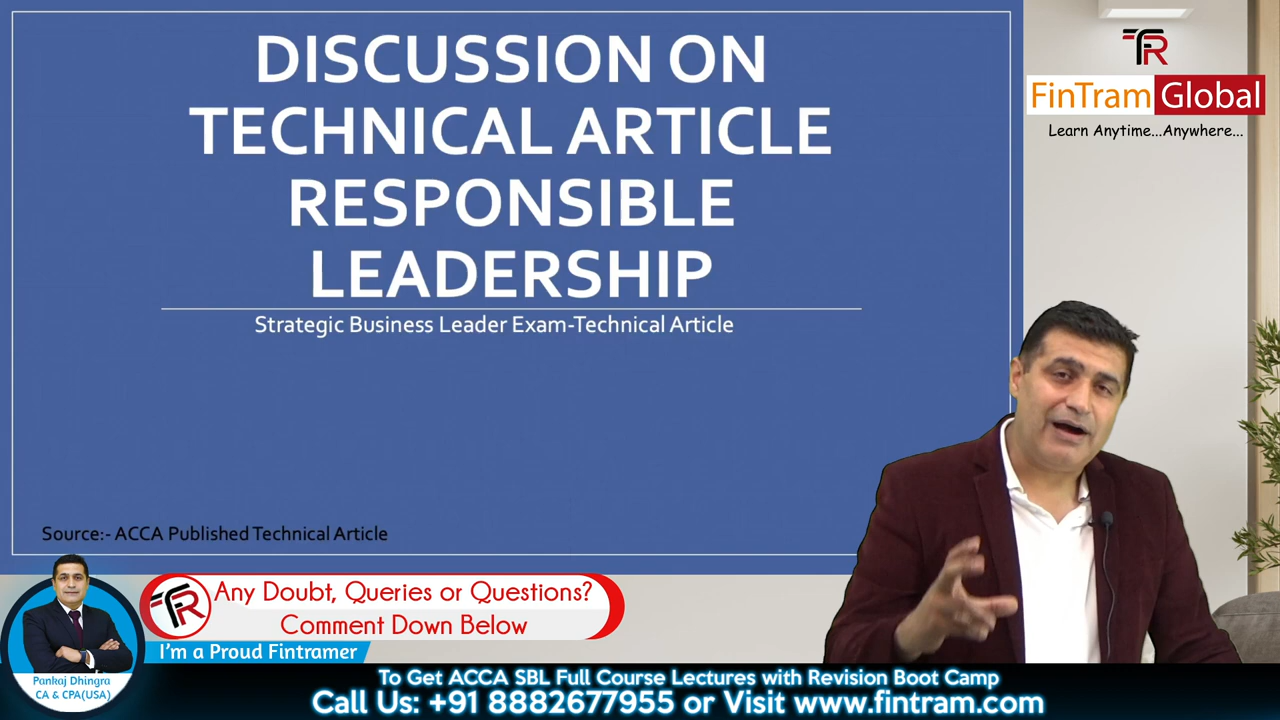 DISCUSSION ON
TECHNICAL ARTICLE
RESPONSIBLE
LEADERSHIP
Strategic Business Leader Exam-Technical Article
Source:- ACCA Published Technical Article
FR
FinTram Global
Learn Anytime...Anywhere...
FR
Any Doubt, Queries or Questions?
Comment Down Below
I'm a Proud Fintramer
Pankaj Dhingra
CA & CPA(USA)
To Get ACCA SBL Full Course Lectures with Revision Boot Camp
Call Us: +91 8882677955 or Visit www.fintram.com